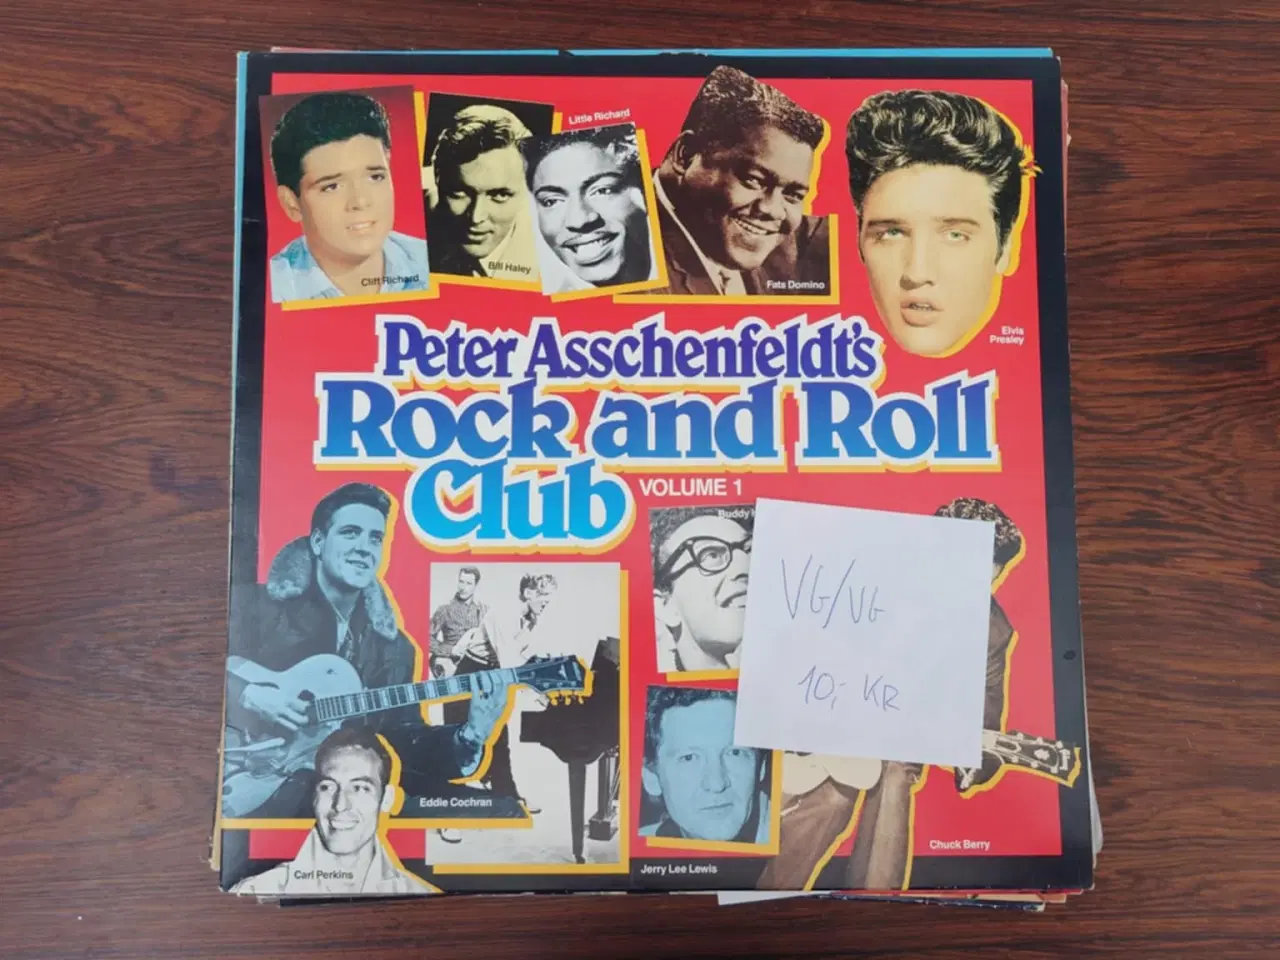 Little Richard
Cliff Richard
Bill Haley
Fats Domino
Elvis
Presley
Peter Asschenfeldt's
Rock and Roll
Club
VOLUME 1
Buddy
VG/VG
10,- KR
Eddie Cochran
Carl Perkins
Jerry Lee Lewis
Chuck Berry